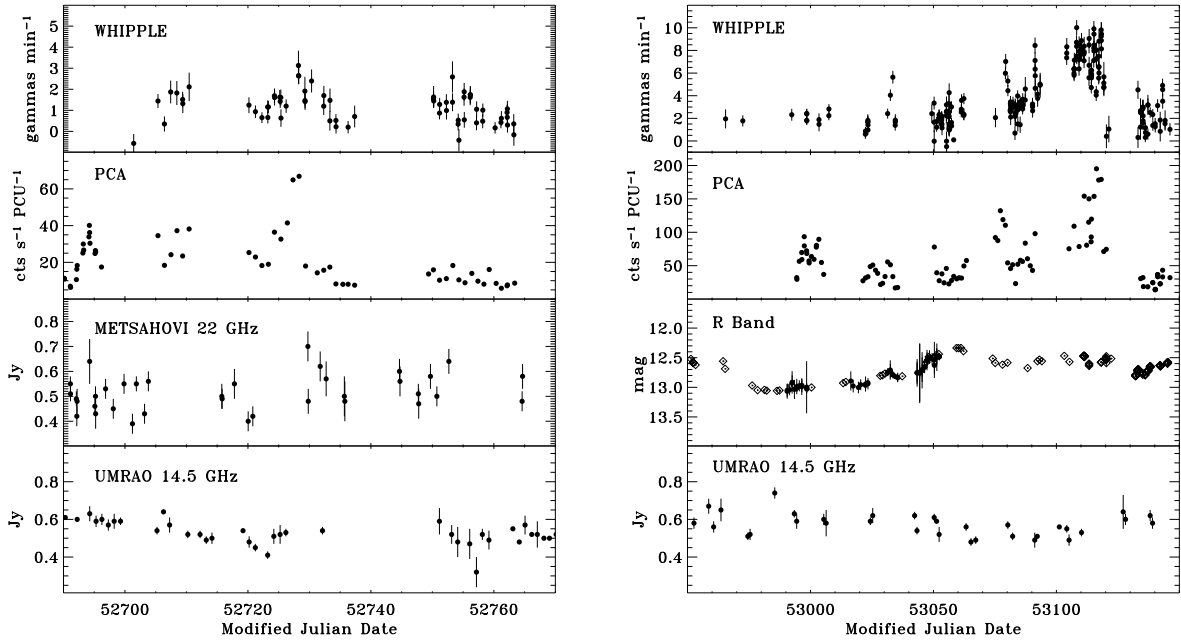 WHIPPLE
gammas min⁻¹
5
4
3
2
1
0
PCA
cts s⁻¹ PCU⁻¹
60
40
20
METSAHOVI 22 GHz
Jy
0.8
0.7
0.6
0.5
0.4
UMRAO 14.5 GHz
Jy
0.8
0.6
0.4
52700 52720 52740 52760
Modified Julian Date
WHIPPLE
gammas min⁻¹
10
8
6
4
2
0
PCA
cts s⁻¹ PCU⁻¹
200
150
100
50
R Band
mag
12.0
12.5
13.0
13.5
UMRAO 14.5 GHz
Jy
0.8
0.6
0.4
53000 53050 53100
Modified Julian Date